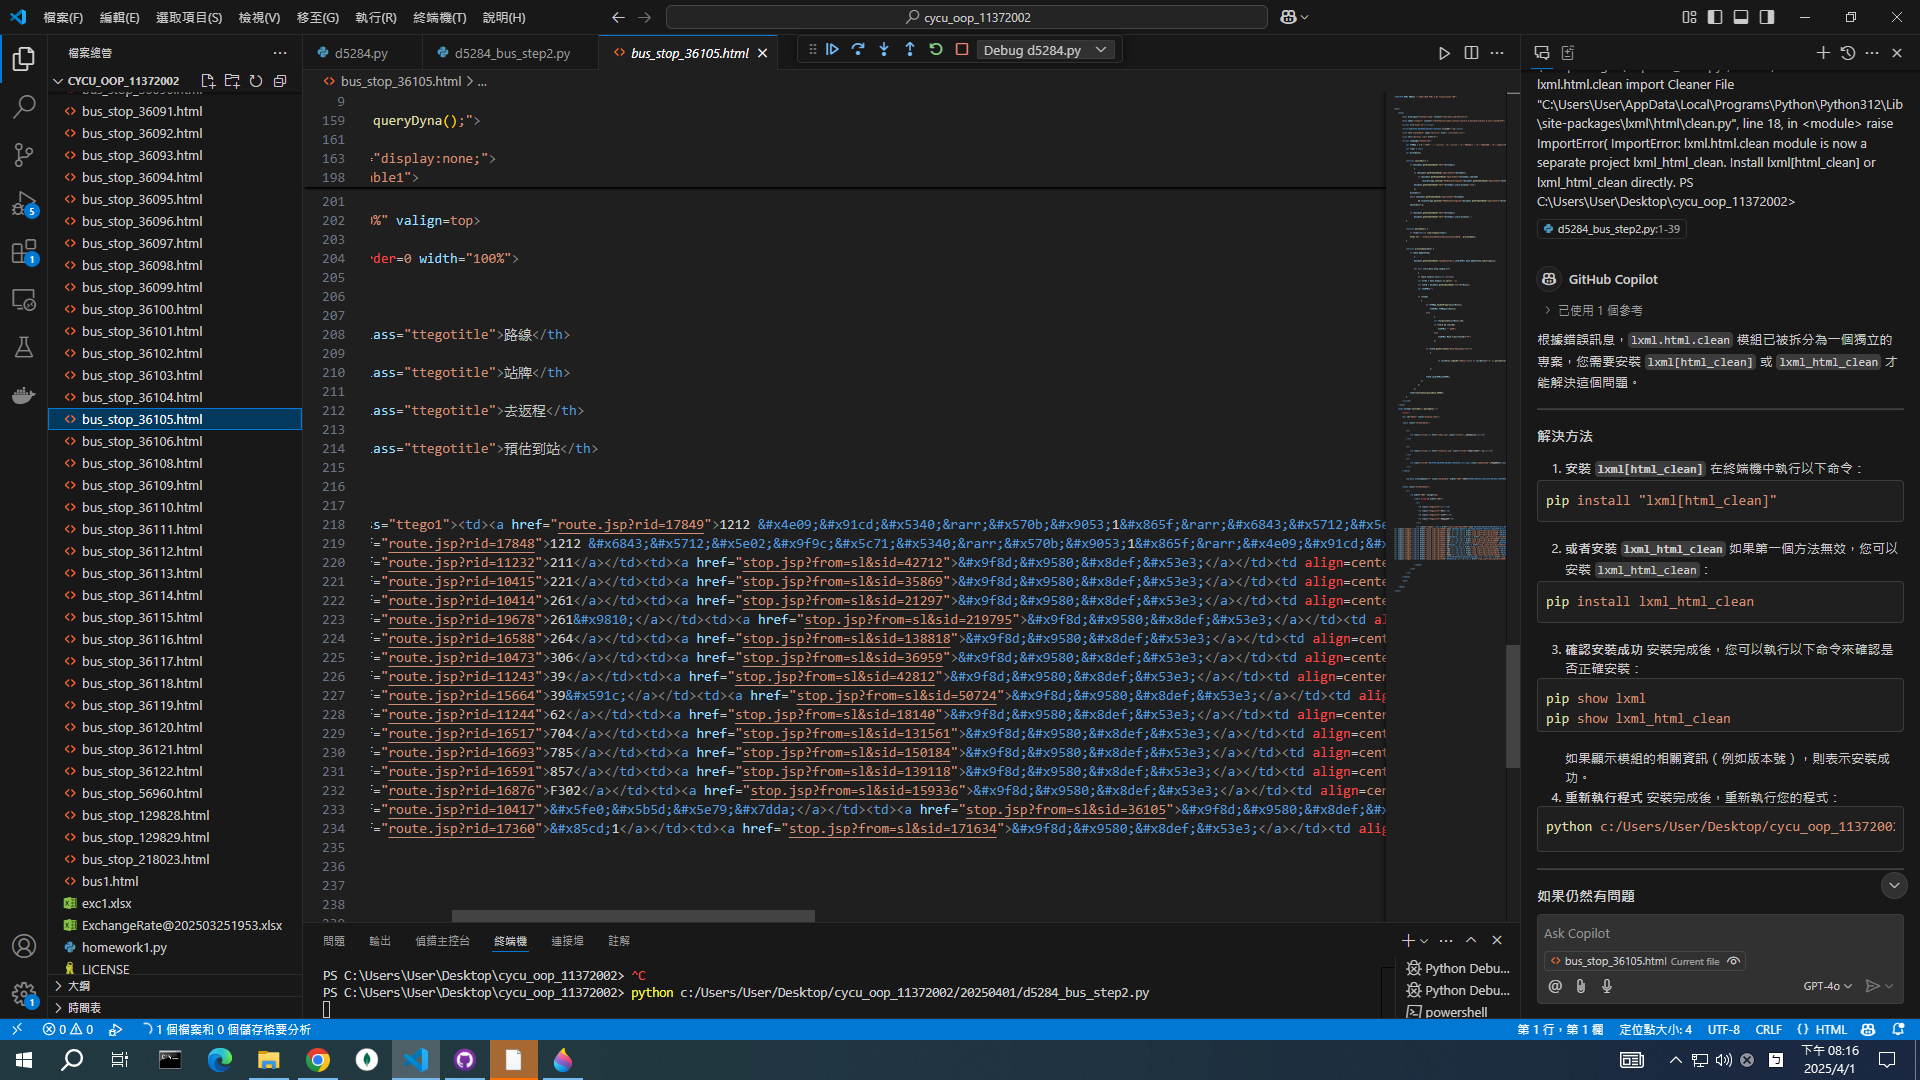 檔案(F) 編輯(E) 選取項目(S) 檢視(V) 移至(G) 執行(R) 終端機(T) 說明(H) cycu_oop_11372002
檔案總管
CYCU_OOP_11372002
bus_stop_36091.html
bus_stop_36092.html
bus_stop_36093.html
bus_stop_36094.html
bus_stop_36095.html
bus_stop_36096.html
bus_stop_36097.html
bus_stop_36098.html
bus_stop_36099.html
bus_stop_36100.html
bus_stop_36101.html
bus_stop_36102.html
bus_stop_36103.html
bus_stop_36104.html
bus_stop_36105.html
bus_stop_36106.html
bus_stop_36108.html
bus_stop_36109.html
bus_stop_36110.html
bus_stop_36111.html
bus_stop_36112.html
bus_stop_36113.html
bus_stop_36114.html
bus_stop_36115.html
bus_stop_36116.html
bus_stop_36117.html
bus_stop_36118.html
bus_stop_36119.html
bus_stop_36120.html
bus_stop_36121.html
bus_stop_36122.html
bus_stop_56960.html
bus_stop_129828.html
bus_stop_129829.html
bus_stop_218023.html
bus1.html
exc1.xlsx
ExchangeRate@202503251953.xlsx
homework1.py
LICENSE
大綱
時間表
d5284.py d5284_bus_step2.py bus_stop_36105.html Debug d5284.py
bus_stop_36105.html > ...
9
159 queryDyna();">
161
163 ="display:none;">
198 able1">
201
202 0%" valign=top>
203
204 rder=0 width="100%">
205
206
207
208 lass="ttegotitle">路線</th>
209
210 lass="ttegotitle">站牌</th>
211
212 lass="ttegotitle">去返程</th>
213
214 lass="ttegotitle">預估到站</th>
215
216
217
218 ss="ttego1"><td><a href="route.jsp?rid=17849">1212 &#x4e09;&#x91cd;&#x5340;&rarr;&#x570b;&#x9053;1&#x865f;&rarr;&#x6843;&#x5712;&#x5e
219 ="route.jsp?rid=17848">1212 &#x6843;&#x5712;&#x5e02;&#x9f9c;&#x5c71;&#x5340;&rarr;&#x570b;&#x9053;1&#x865f;&rarr;&#x4e09;&#x91cd;&#x
220 ="route.jsp?rid=11232">211</a></td><td><a href="stop.jsp?from=sl&sid=42712">&#x9f8d;&#x9580;&#x8def;&#x53e3;</a></td><td align=cente
221 ="route.jsp?rid=10415">221</a></td><td><a href="stop.jsp?from=sl&sid=35869">&#x9f8d;&#x9580;&#x8def;&#x53e3;</a></td><td align=cente
222 ="route.jsp?rid=10414">261</a></td><td><a href="stop.jsp?from=sl&sid=21297">&#x9f8d;&#x9580;&#x8def;&#x53e3;</a></td><td align=cente
223 ="route.jsp?rid=19678">261&#x9810;</a></td><td><a href="stop.jsp?from=sl&sid=219795">&#x9f8d;&#x9580;&#x8def;&#x53e3;</a></td><td al
224 ="route.jsp?rid=16588">264</a></td><td><a href="stop.jsp?from=sl&sid=138818">&#x9f8d;&#x9580;&#x8def;&#x53e3;</a></td><td align=cent
225 ="route.jsp?rid=10473">306</a></td><td><a href="stop.jsp?from=sl&sid=36959">&#x9f8d;&#x9580;&#x8def;&#x53e3;</a></td><td align=cente
226 ="route.jsp?rid=11243">39</a></td><td><a href="stop.jsp?from=sl&sid=42812">&#x9f8d;&#x9580;&#x8def;&#x53e3;</a></td><td align=center
227 ="route.jsp?rid=15664">39&#x591c;</a></td><td><a href="stop.jsp?from=sl&sid=50724">&#x9f8d;&#x9580;&#x8def;&#x53e3;</a></td><td alig
228 ="route.jsp?rid=11244">62</a></td><td><a href="stop.jsp?from=sl&sid=18140">&#x9f8d;&#x9580;&#x8def;&#x53e3;</a></td><td align=center
229 ="route.jsp?rid=16517">704</a></td><td><a href="stop.jsp?from=sl&sid=131561">&#x9f8d;&#x9580;&#x8def;&#x53e3;</a></td><td align=cent
230 ="route.jsp?rid=16693">785</a></td><td><a href="stop.jsp?from=sl&sid=150184">&#x9f8d;&#x9580;&#x8def;&#x53e3;</a></td><td align=cent
231 ="route.jsp?rid=16591">857</a></td><td><a href="stop.jsp?from=sl&sid=139118">&#x9f8d;&#x9580;&#x8def;&#x53e3;</a></td><td align=cent
232 ="route.jsp?rid=16876">F302</a></td><td><a href="stop.jsp?from=sl&sid=159336">&#x9f8d;&#x9580;&#x8def;&#x53e3;</a></td><td align=cen
233 ="route.jsp?rid=10417">&#x5fe0;&#x5b5d;&#x5e79;&#x7dda;</a></td><td><a href="stop.jsp?from=sl&sid=36105">&#x9f8d;&#x9580;&#x8def;&#x
234 ="route.jsp?rid=17360">&#x85cd;1</a></td><td><a href="stop.jsp?from=sl&sid=171634">&#x9f8d;&#x9580;&#x8def;&#x53e3;</a></td><td alig
235
236
237
238
問題 輸出 偵錯主控台 終端機 連接埠 註解
PS C:\Users\User\Desktop\cycu_oop_11372002> ^C
PS C:\Users\User\Desktop\cycu_oop_11372002> python c:/Users/User/Desktop/cycu_oop_11372002/20250401/d5284_bus_step2.py
Python Debu...
Python Debu...
powershell
lxml.html.clean import Cleaner File
"C:\Users\User\AppData\Local\Programs\Python\Python312\Lib
\site-packages\lxml\html\clean.py", line 18, in <module> raise
ImportError( ImportError: lxml.html.clean module is now a
separate project lxml_html_clean. Install lxml[html_clean] or
lxml_html_clean directly. PS
C:\Users\User\Desktop\cycu_oop_11372002>
d5284_bus_step2.py:1-39
GitHub Copilot
已使用 1 個參考
根據錯誤訊息，lxml.html.clean 模組已被拆分為一個獨立的
專案，您需要安裝 lxml[html_clean] 或 lxml_html_clean 才
能解決這個問題。
解決方法
1. 安裝 lxml[html_clean] 在終端機中執行以下命令：
pip install "lxml[html_clean]"
2. 或者安裝 lxml_html_clean 如果第一個方法無效，您可以
安裝 lxml_html_clean：
pip install lxml_html_clean
3. 確認安裝成功 安裝完成後，您可以執行以下命令來確認是
否正確安裝：
pip show lxml
pip show lxml_html_clean
如果顯示模組的相關資訊（例如版本號），則表示安裝成
功。
4. 重新執行程式 安裝完成後，重新執行您的程式：
python c:/Users/User/Desktop/cycu_oop_11372002
如果仍然有問題
Ask Copilot
bus_stop_36105.html Current file
GPT-4o
0 0 1 個檔案和 0 個儲存格要分析 第 1 行，第 1 欄 定位點大小: 4 UTF-8 CRLF HTML
下午 08:16
2025/4/1